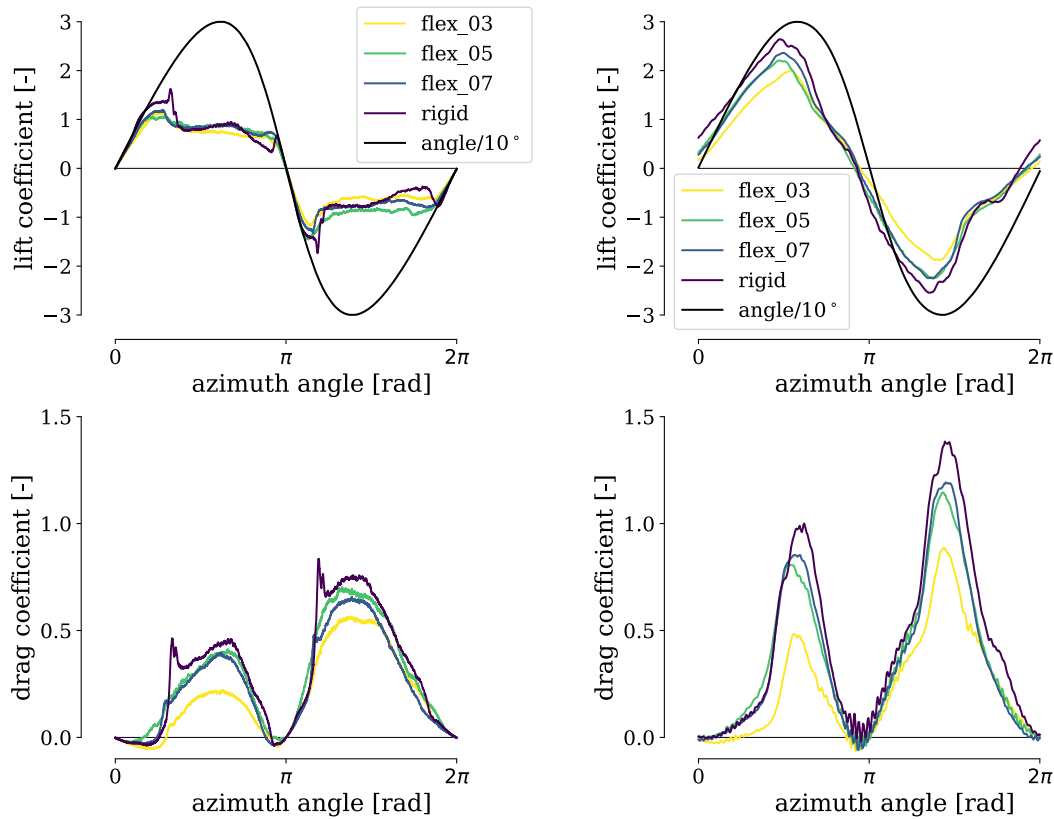 3
2
1
0
−1
−2
−3
lift coefficient [-]
flex_03
flex_05
flex_07
rigid
angle/10°
0
π
2π
azimuth angle [rad]
3
2
1
0
−1
−2
−3
lift coefficient [-]
flex_03
flex_05
flex_07
rigid
angle/10°
0
π
2π
azimuth angle [rad]
1.5
1.0
0.5
0.0
drag coefficient [-]
0
π
2π
azimuth angle [rad]
1.5
1.0
0.5
0.0
drag coefficient [-]
0
π
2π
azimuth angle [rad]